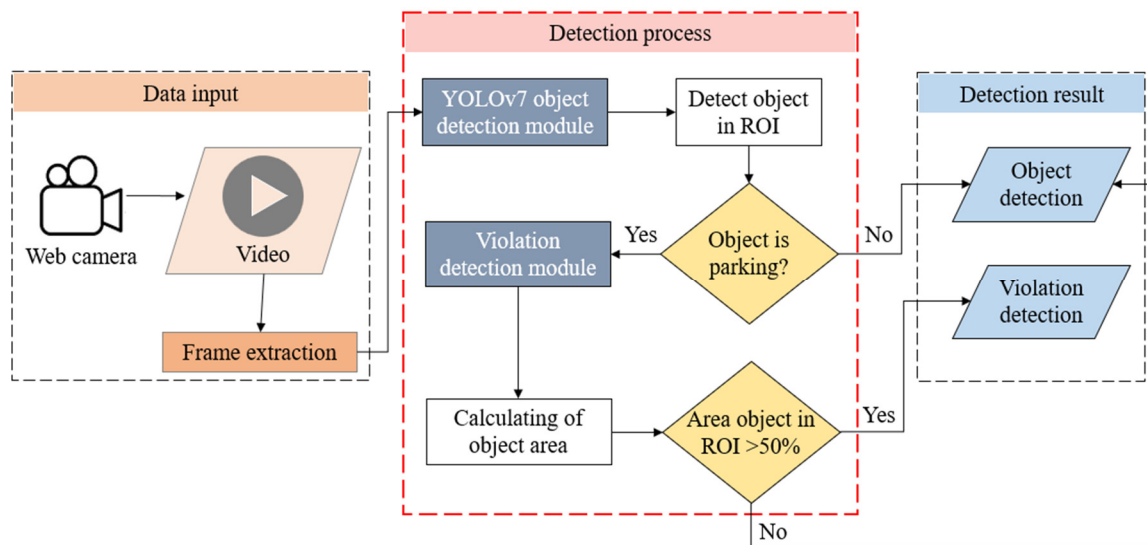 Detection process
Data input
Detection result
YOLOv7 object
detection module
Detect object
in ROI
Web camera
Video
Frame extraction
Violation
detection module
Yes
Object is
parking?
No
Object
detection
Violation
detection
Calculating of
object area
Area object in
ROI >50%
Yes
No